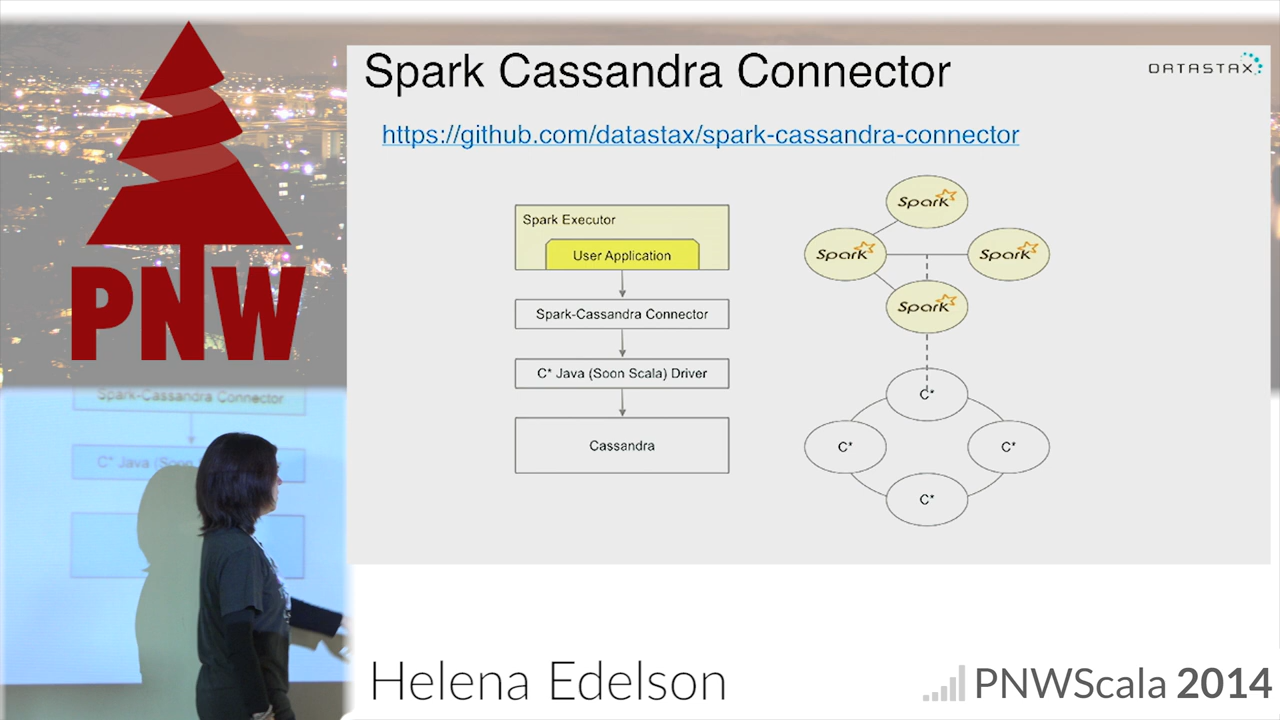 Spark Cassandra Connector
DATASTAX
https://github.com/datastax/spark-cassandra-connector
Spark Executor
User Application
Spark-Cassandra Connector
C* Java (Soon Scala) Driver
Cassandra
Spark
Spark
Spark
Spark
C*
C*
C*
C*
PNW
Spark-Cassandra Connector
C* Java (Soon
Helena Edelson
PNWScala 2014